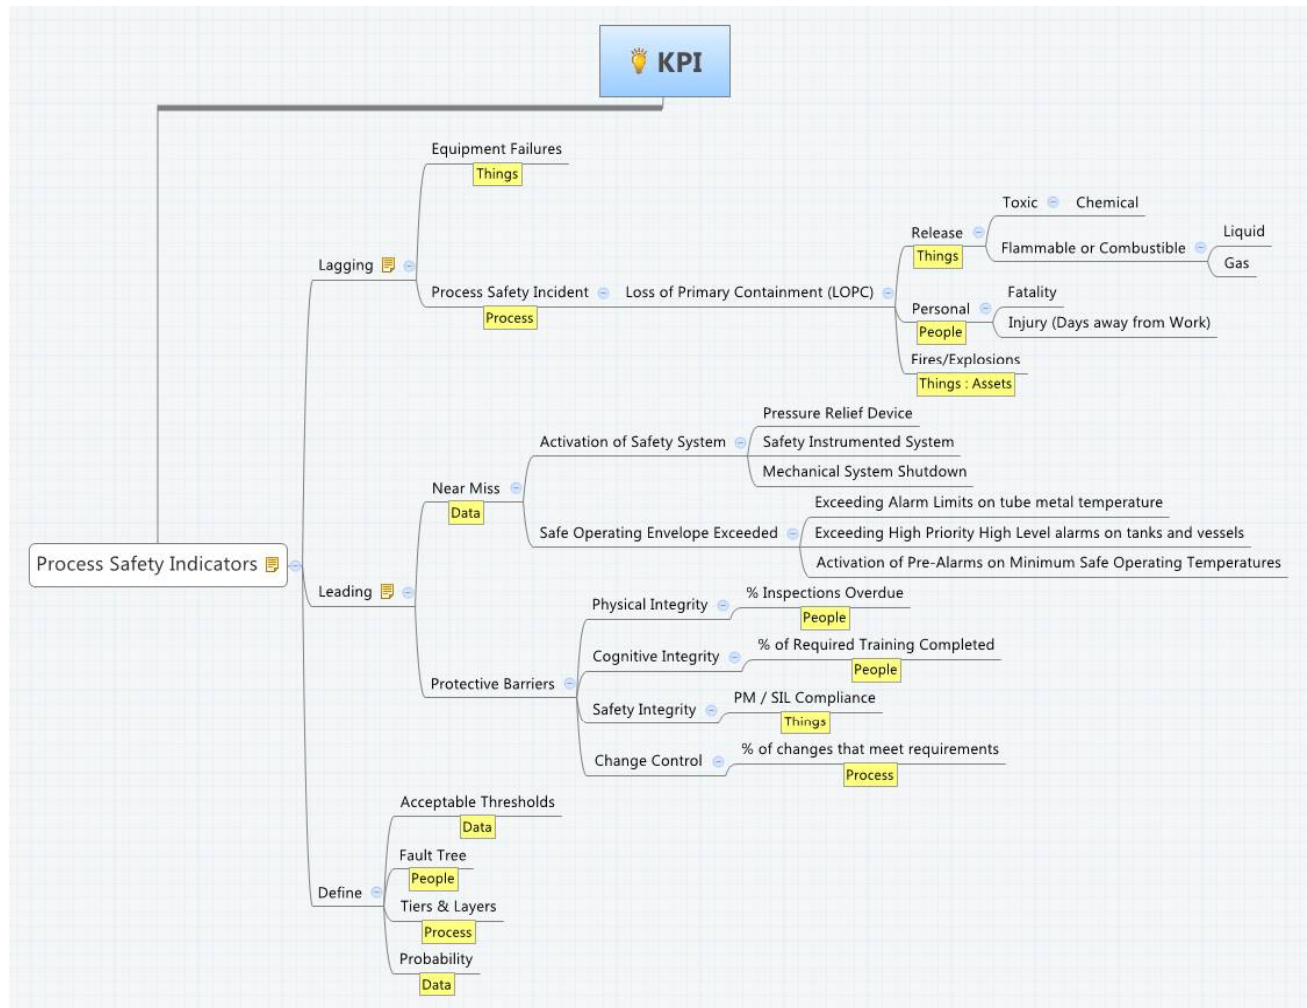 KPI
Equipment Failures
Things
Toxic
Chemical
Release
Things
Liquid
Flammable or Combustible
Gas
Lagging
Process Safety Incident
Process
Loss of Primary Containment (LOPC)
Personal
People
Fatality
Injury (Days away from Work)
Fires/Explosions
Things : Assets
Pressure Relief Device
Activation of Safety System
Safety Instrumented System
Mechanical System Shutdown
Near Miss
Data
Exceeding Alarm Limits on tube metal temperature
Safe Operating Envelope Exceeded
Exceeding High Priority High Level alarms on tanks and vessels
Activation of Pre-Alarms on Minimum Safe Operating Temperatures
Process Safety Indicators
Leading
Physical Integrity
% Inspections Overdue
People
Cognitive Integrity
% of Required Training Completed
People
Protective Barriers
Safety Integrity
PM / SIL Compliance
Things
Change Control
% of changes that meet requirements
Process
Acceptable Thresholds
Data
Fault Tree
People
Define
Tiers & Layers
Process
Probability
Data